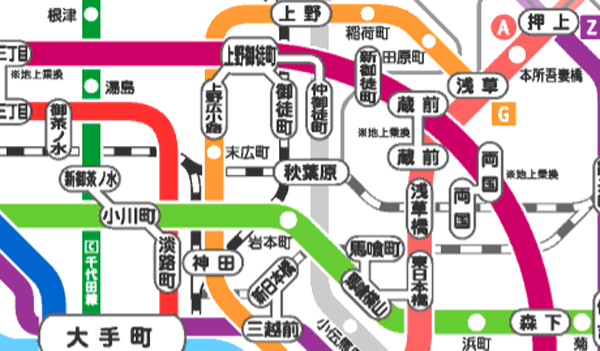 根津
上野
稲荷町
押上
A
Z
三丁目
上野御徒町
新御徒町
田原町
本所吾妻橋
※地上乗換
湯島
浅草
蔵前
G
三丁目
御茶ノ水
上野広小路
御徒町
仲御徒町
※地上乗換
末広町
秋葉原
蔵前
両国
※地上乗換
新御茶ノ水
浅草橋
両国
小川町
岩本町
馬喰町
C
千代田線
淡路町
神田
新日本橋
馬喰横山
東日本橋
大手町
三越前
小伝馬
浜町
森下
菊